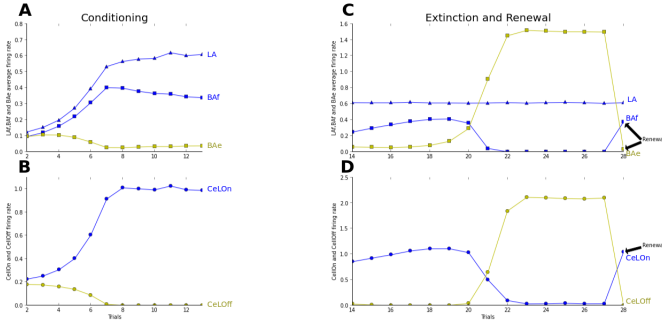 A
Conditioning
LA,BAf and BAe average firing rate
0.8
0.7
0.6
0.5
0.4
0.3
0.2
0.1
0.0
LA
BAf
BAe
2 4 6 8 10 12
B
CelOn and CelOff firing rate
1.0
0.8
0.6
0.4
0.2
0.0
CeLOn
CeLOff
2 4 6 8 10 12
Trials
C
Extinction and Renewal
LAf,BAf and BAe average firing rate
1.6
1.4
1.2
1.0
0.8
0.6
0.4
0.2
0.0
LA
BAf
Renewal
BAe
14 16 18 20 22 24 26 28
D
CelOn and CelOff firing rate
2.5
2.0
1.5
1.0
0.5
0.0
Renewal
CeLOn
CeLOff
14 16 18 20 22 24 26 28
Trials